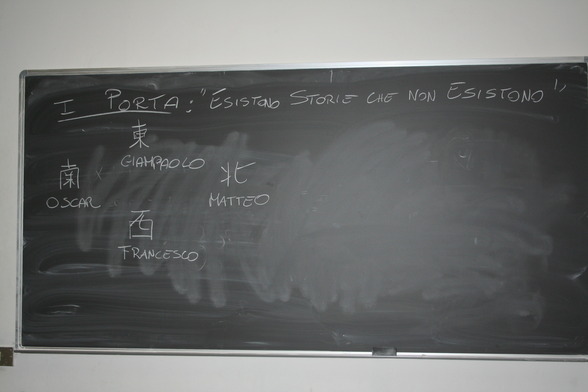 I PORTA: "ESISTONO STORIE CHE NON ESISTONO"
東
GIAMPAOLO
南
北
OSCAR
MATTEO
西
FRANCESCO